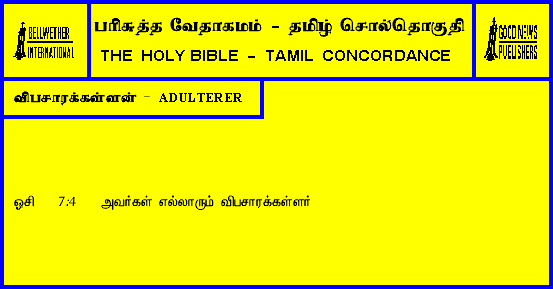 BELLWETHER
INTERNATIONAL
பரிசுத்த வேதாகமம் - தமிழ் சொல்தொகுதி
THE HOLY BIBLE - TAMIL CONCORDANCE
GOOD NEWS
PUBLISHERS
விபசாரக்கள்ளன் - ADULTERER
ஒசி 7:4 அவர்கள் எல்லாரும் விபசாரக்கள்ளர்